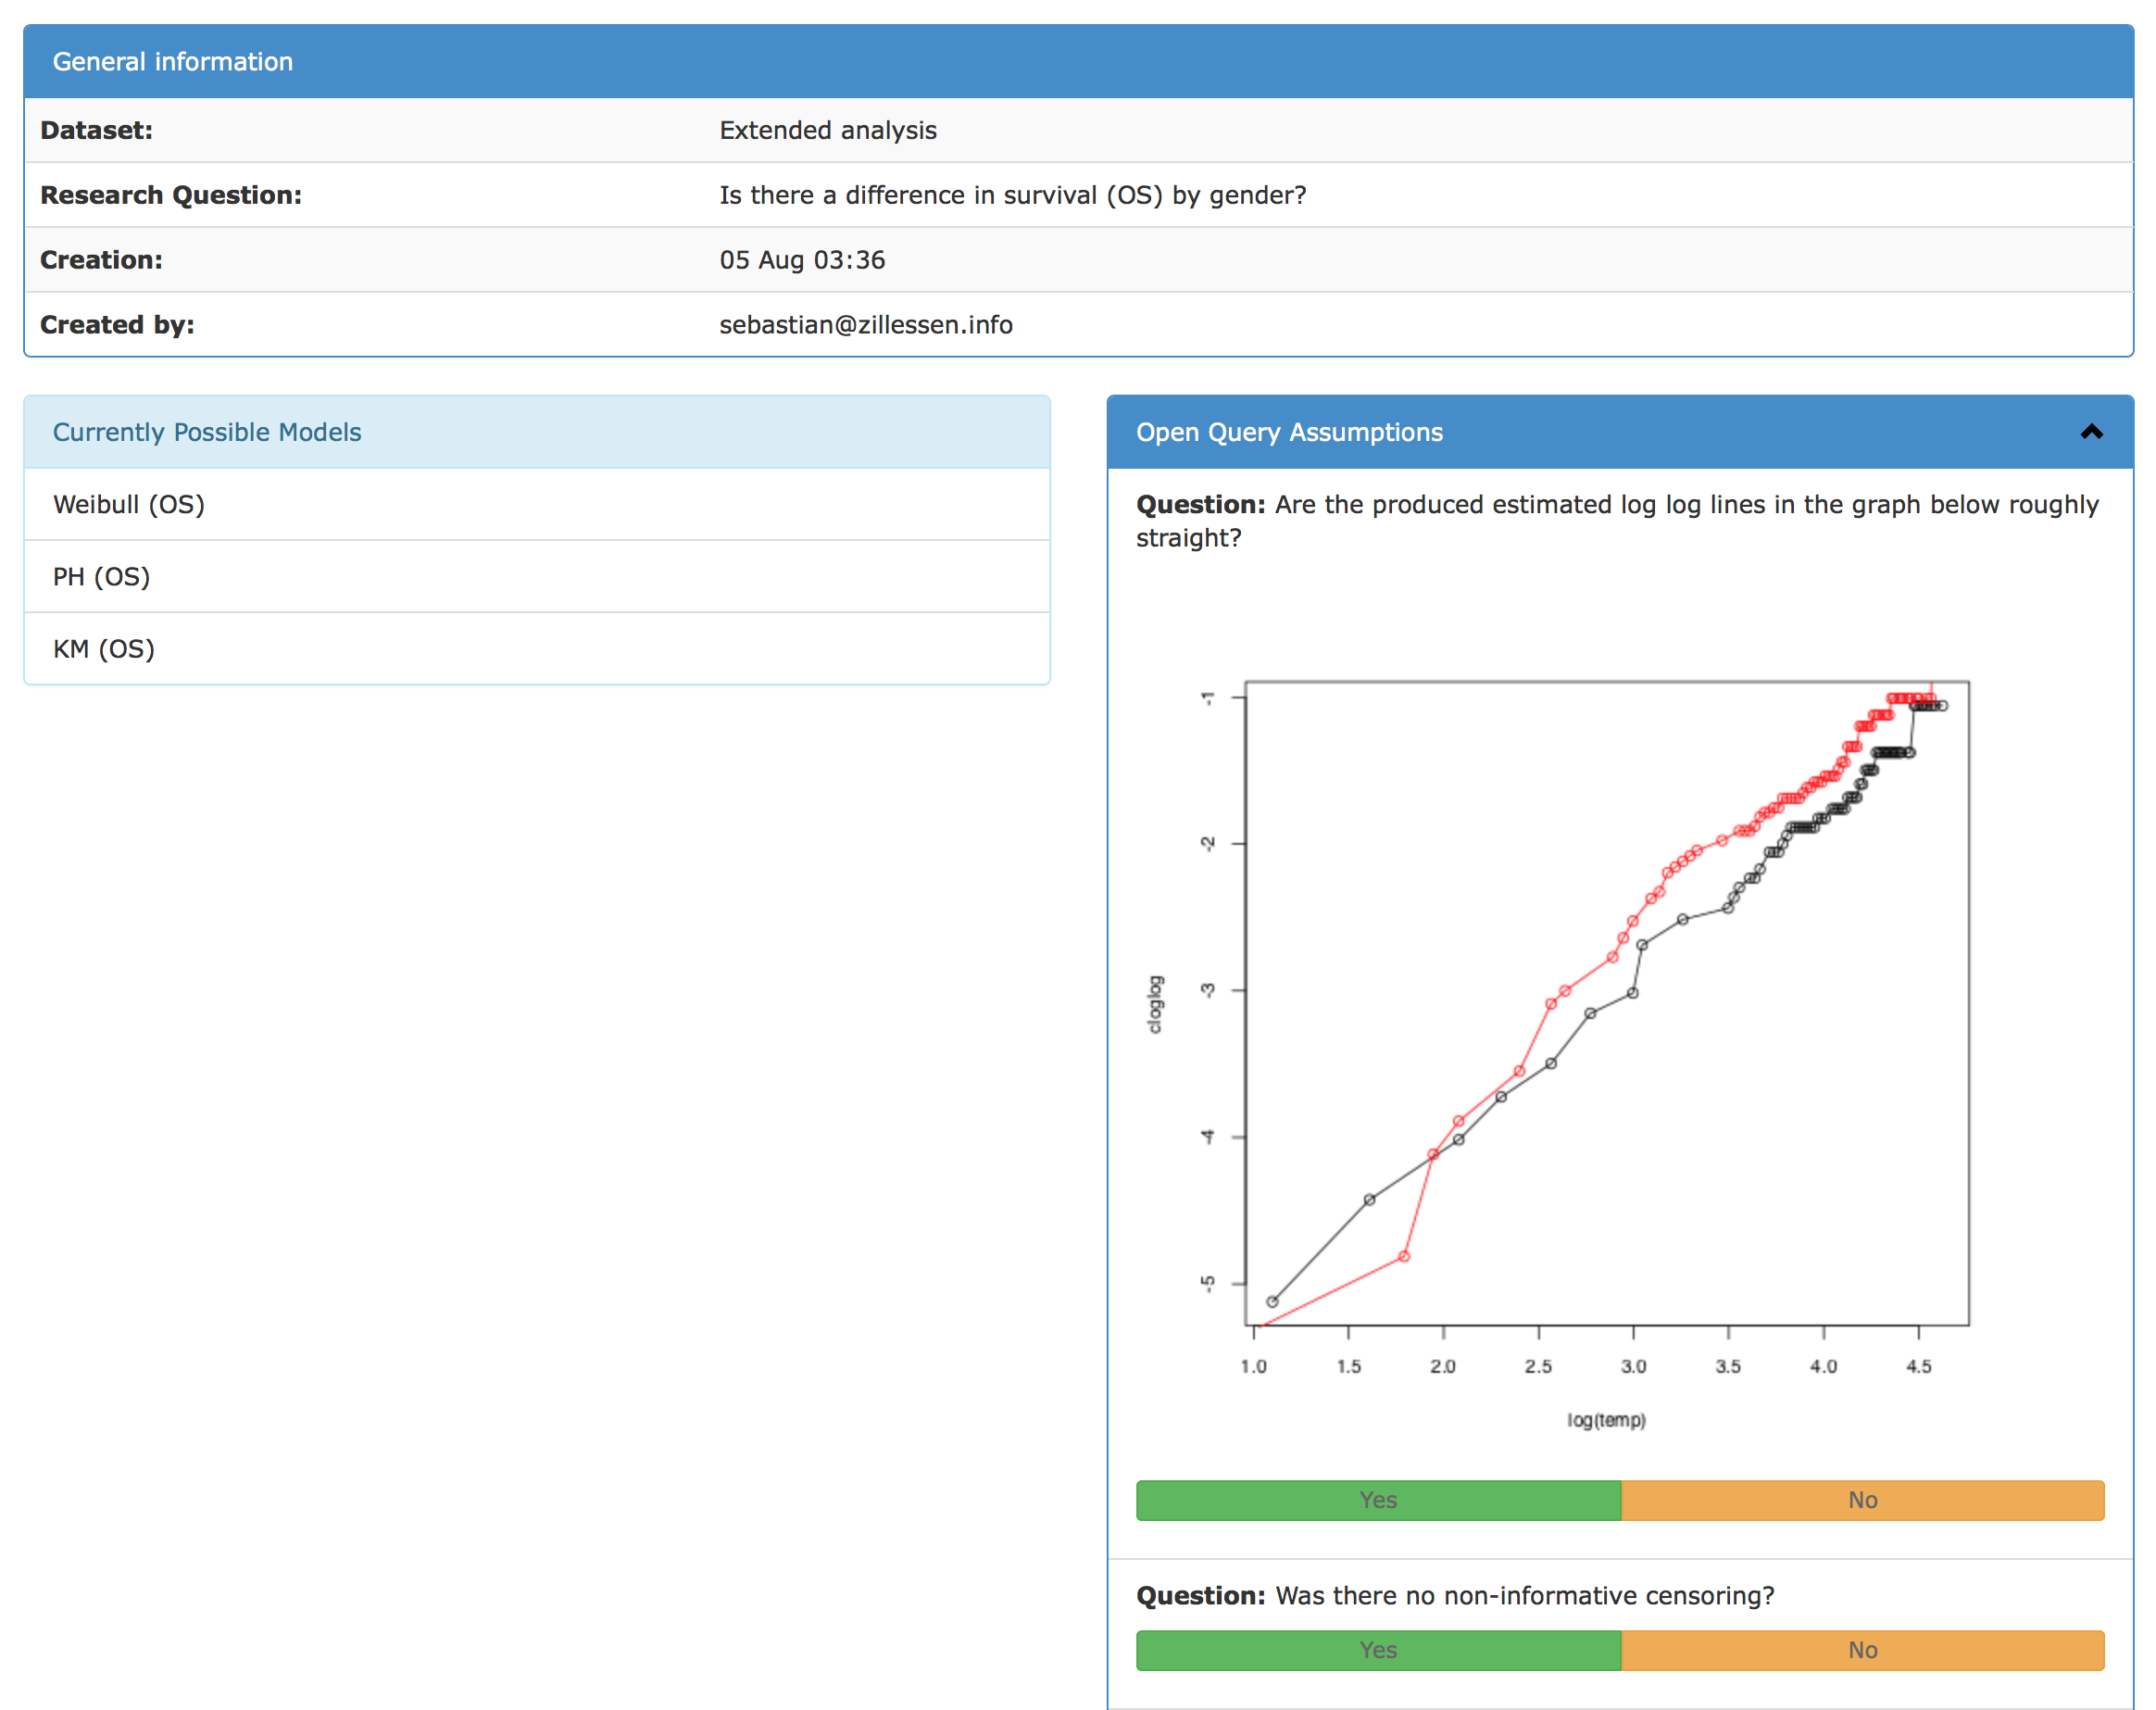 General information
Dataset: Extended analysis
Research Question: Is there a difference in survival (OS) by gender?
Creation: 05 Aug 03:36
Created by: sebastian@zillessen.info
Currently Possible Models
Weibull (OS)
PH (OS)
KM (OS)
Open Query Assumptions
Question: Are the produced estimated log log lines in the graph below roughly
straight?
-1
-2
-3
-4
-5
cloglog
1.0 1.5 2.0 2.5 3.0 3.5 4.0 4.5
log(temp)
Yes No
Question: Was there no non-informative censoring?
Yes No